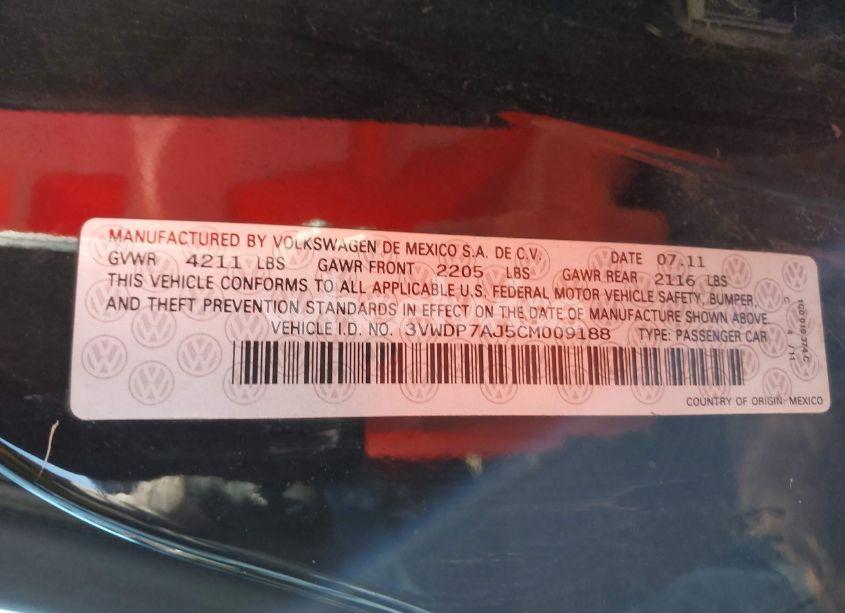 MANUFACTURED BY VOLKSWAGEN DE MEXICO S.A. DE C.V. DATE 07.11
GVWR 4211 LBS GAWR FRONT 2205 LBS GAWR REAR 2116 LBS
THIS VEHICLE CONFORMS TO ALL APPLICABLE U.S. FEDERAL MOTOR VEHICLE SAFETY, BUMPER,
AND THEFT PREVENTION STANDARDS IN EFFECT ON THE DATE OF MANUFACTURE SHOWN ABOVE.
VEHICLE I.D. NO. 3VWDP7AJ5CM009188 TYPE: PASSENGER CAR
COUNTRY OF ORIGIN: MEXICO